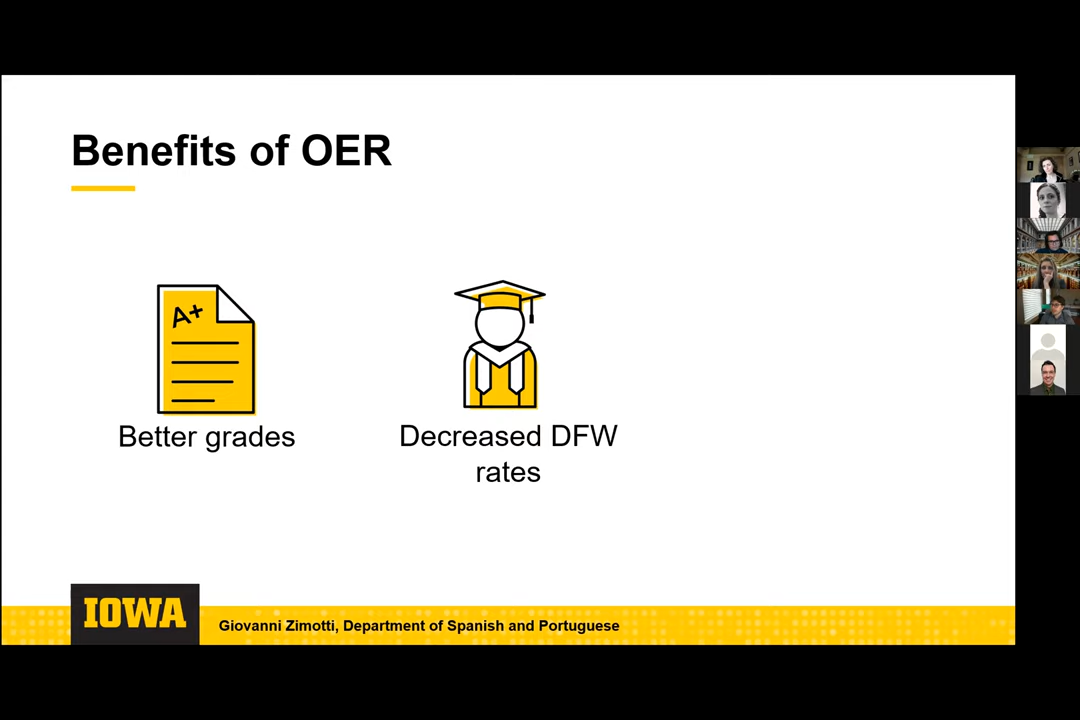 Benefits of OER
A+
Better grades
Decreased DFW
rates
IOWA
Giovanni Zimotti, Department of Spanish and Portuguese